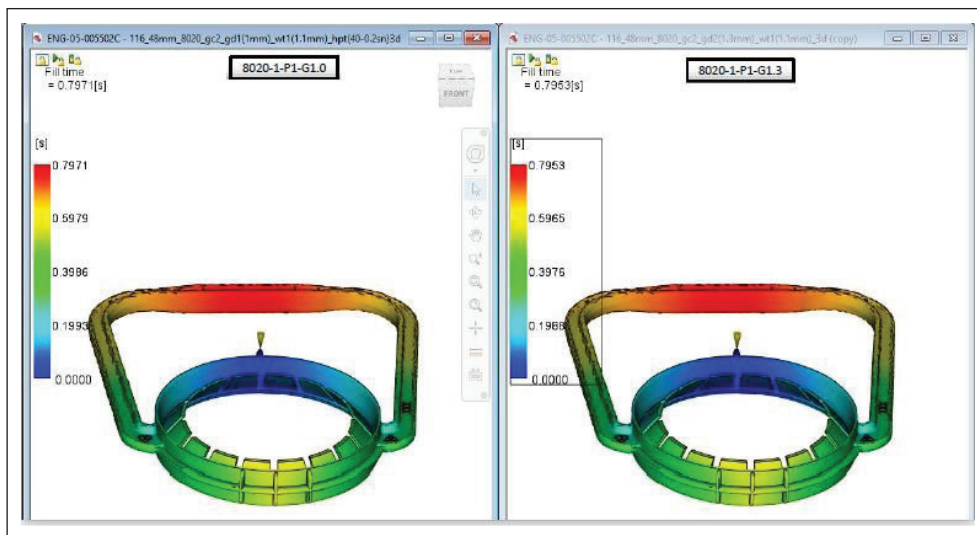 ENG-05-005502C - 116_48mm_8020_gc2_gd1(1mm)_wt1(1.1mm)_hpt(40-0.2sn)3d
8020-1-P1-G1.0
Fill time
= 0.7971[s]
TOP
FRONT
[s]
0.7971
0.5979
0.3986
0.1993
0.0000
ENG-05-005502C - 116_48mm_8020_gc2_gd2(1.3mm)_wt1(1.1mm)_3d (copy)
8020-1-P1-G1.3
Fill time
= 0.7953[s]
[s]
0.7953
0.5965
0.3976
0.1988
0.0000